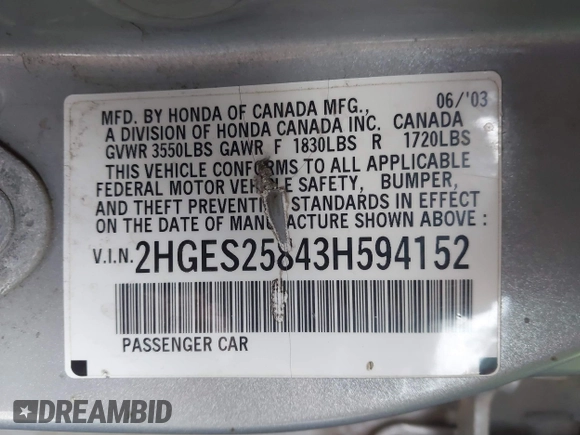 MFD. BY HONDA OF CANADA MFG., 06/'03
A DIVISION OF HONDA CANADA INC. CANADA
GVWR 3550LBS GAWR F 1830LBS R 1720LBS
THIS VEHICLE CONFORMS TO ALL APPLICABLE
FEDERAL MOTOR VEHICLE SAFETY, BUMPER,
AND THEFT PREVENTION STANDARDS IN EFFECT
ON THE DATE OF MANUFACTURE SHOWN ABOVE :
V.I.N. 2HGES25843H594152
PASSENGER CAR
DREAMBID